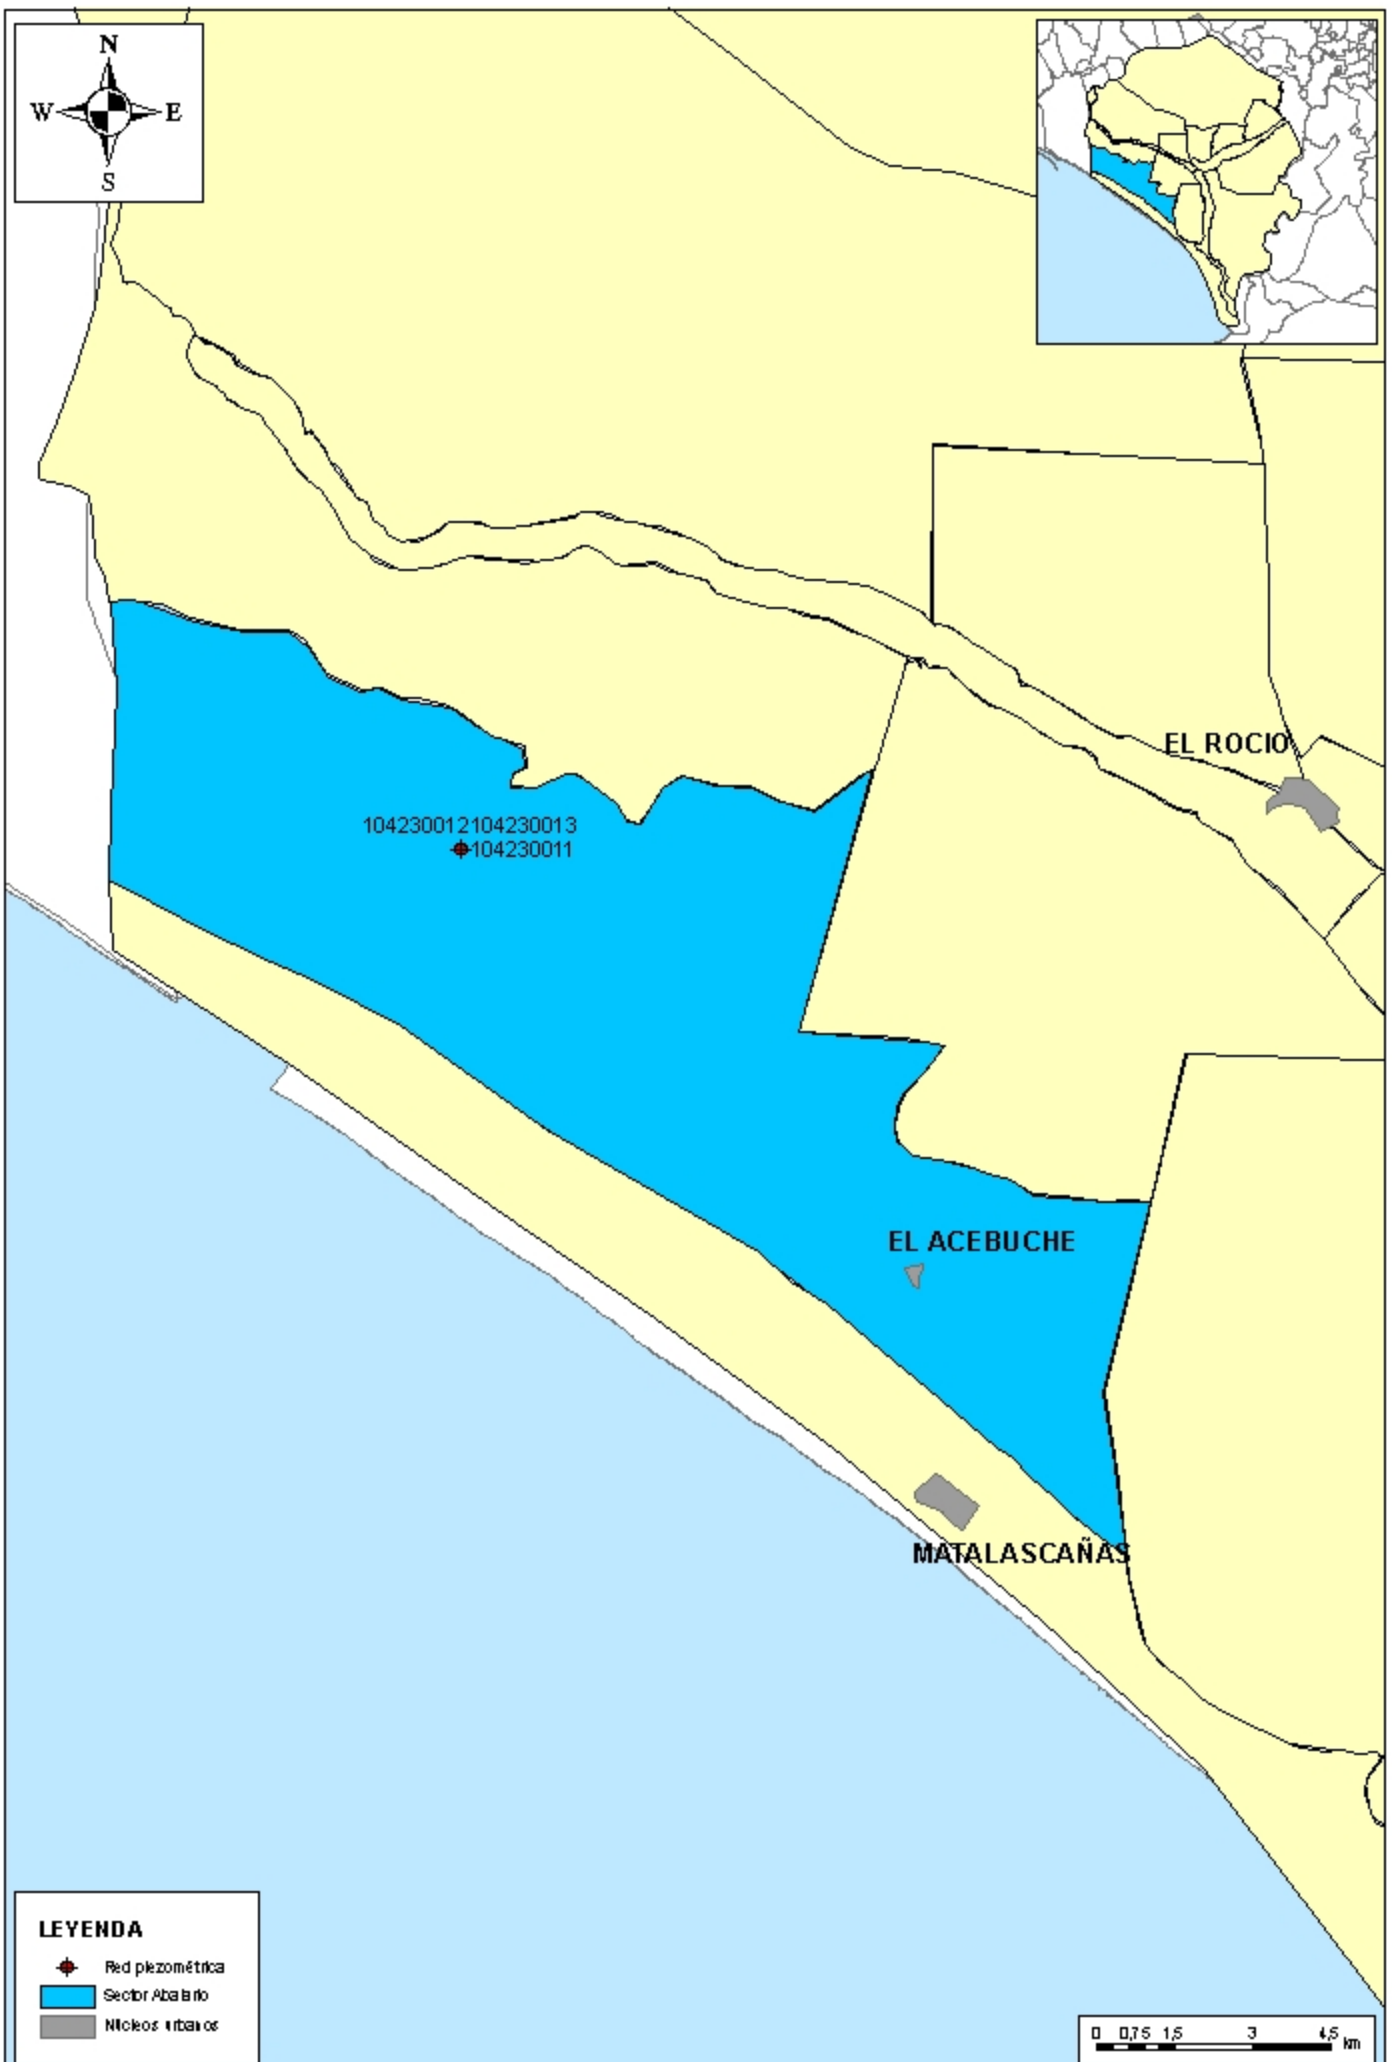 N
W E
S
EL ROCIO
104230012104230013
104230011
EL ACEBUCHE
MATALASCAÑAS
LEYENDA
Red piezométrica
Sector Abalario
Núcleos urbanos
0 0,75 1,5 3 4,5 km